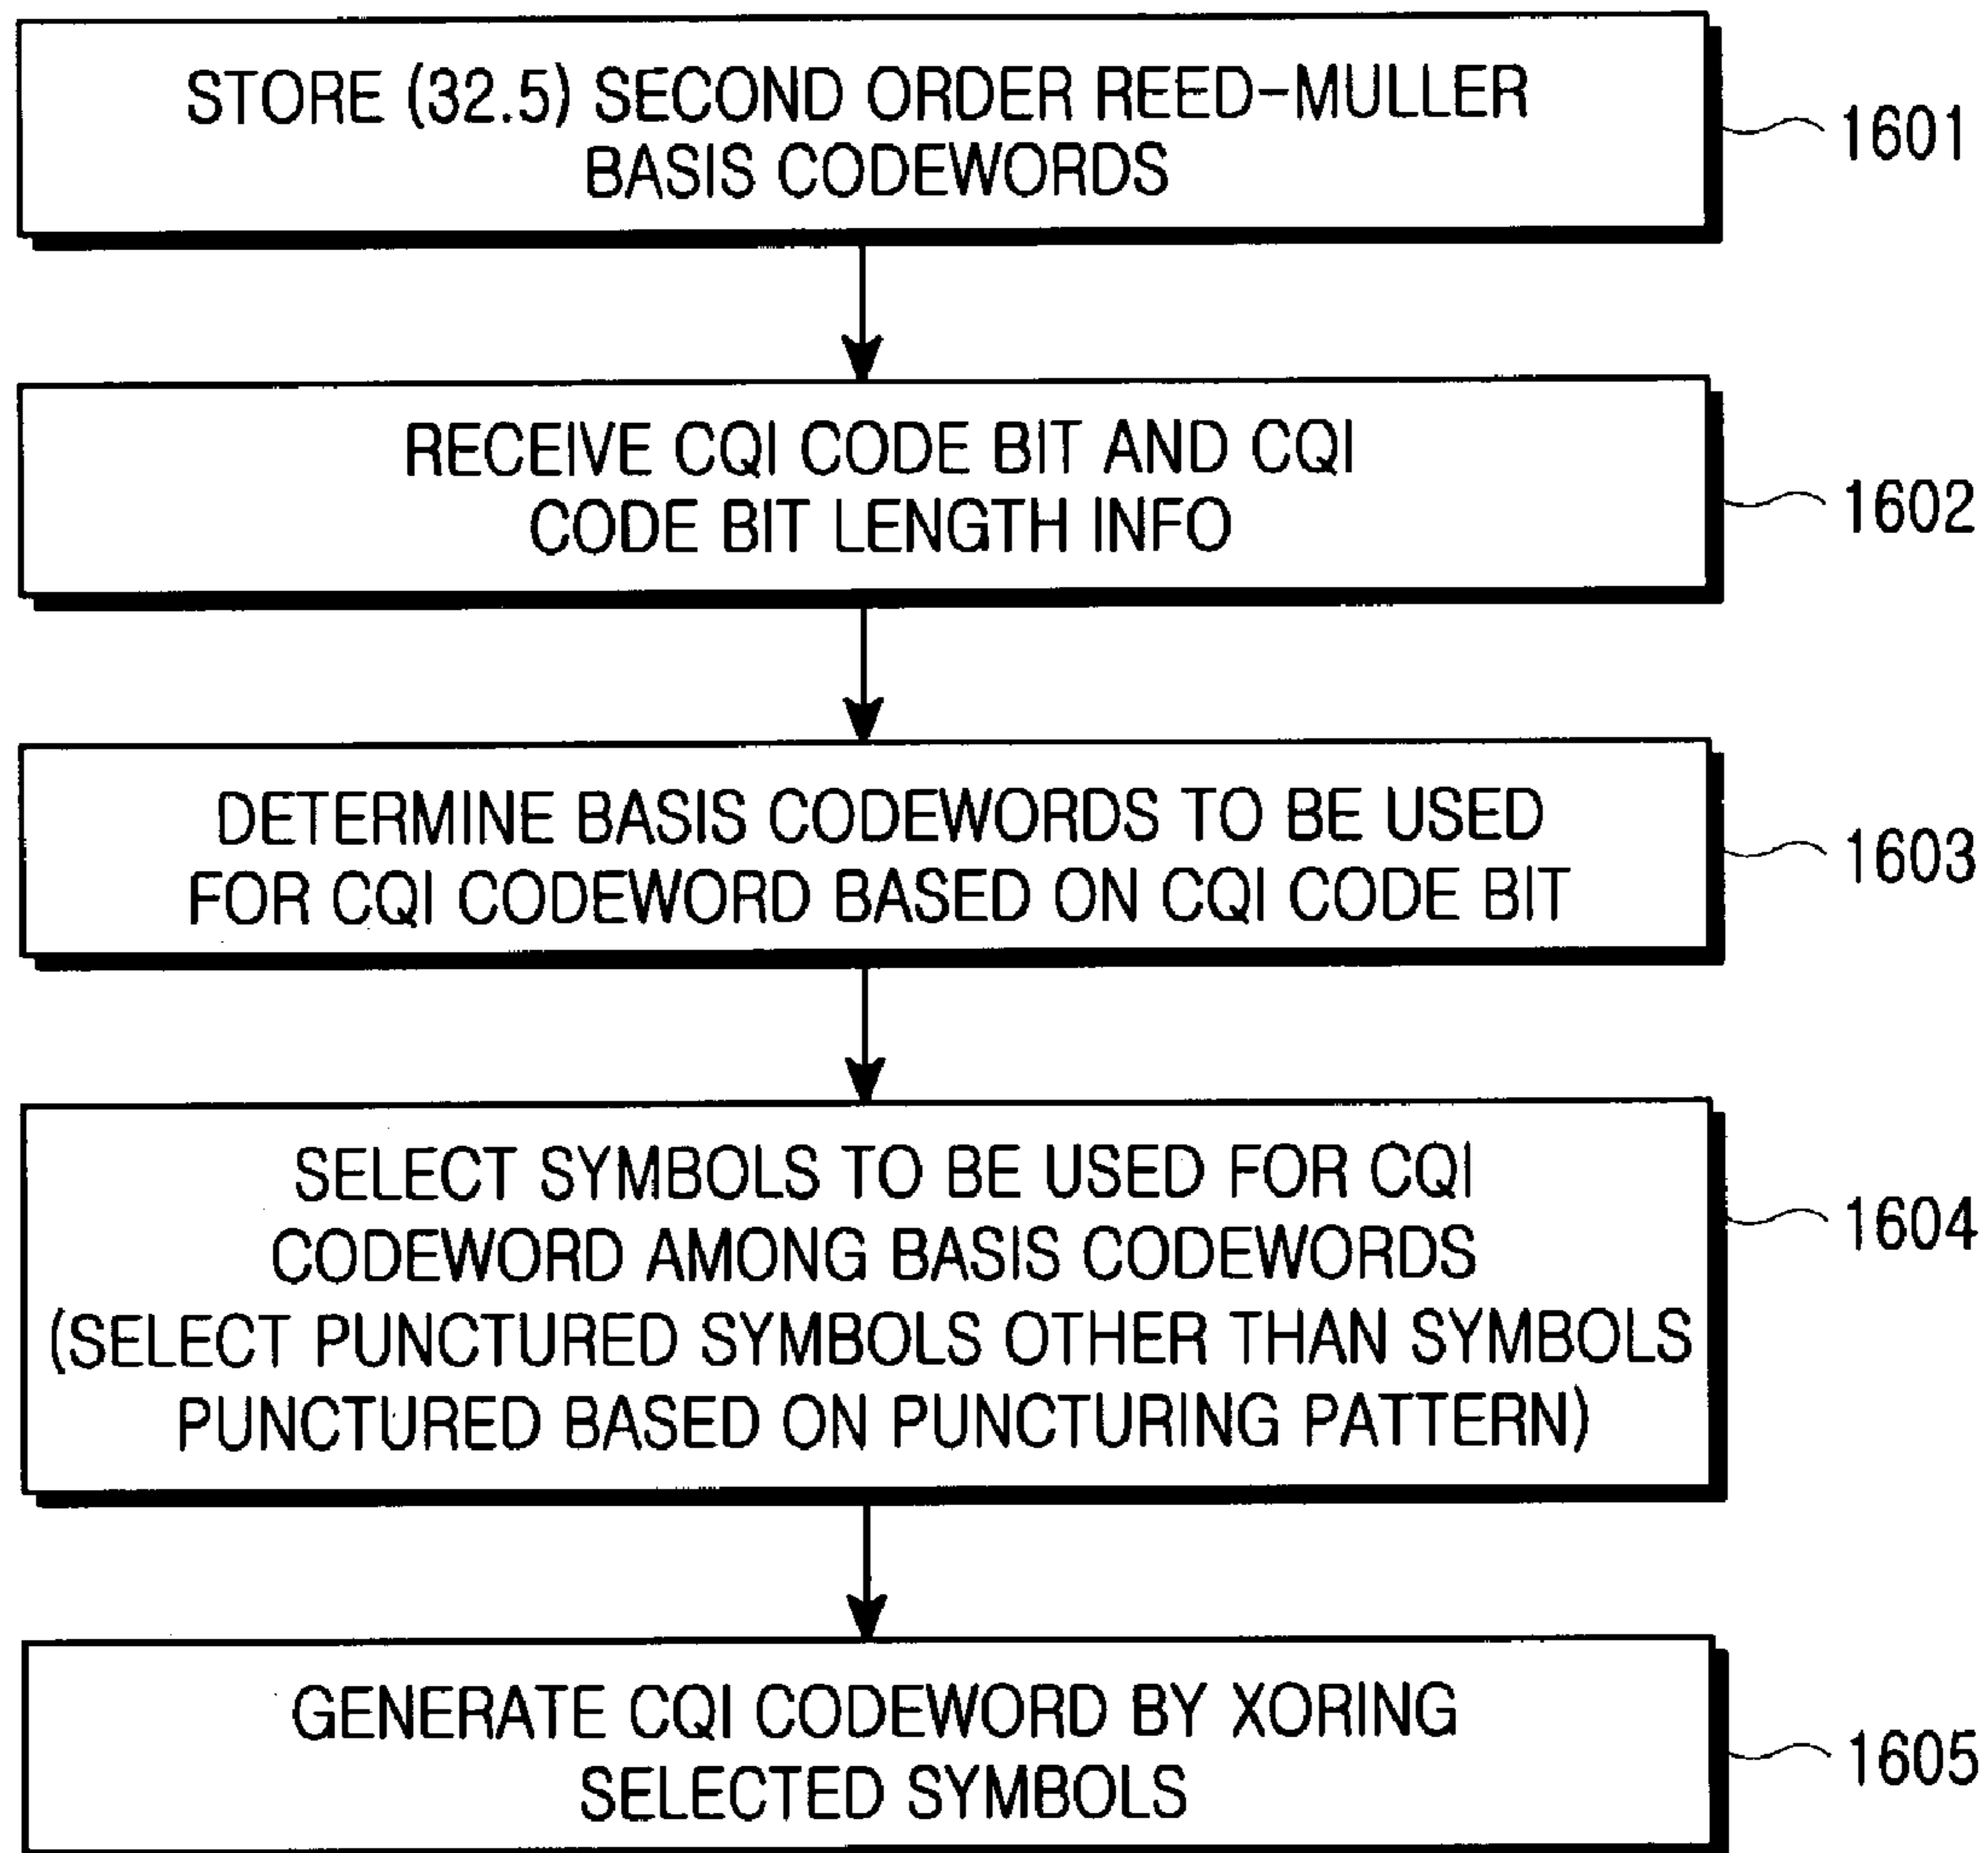 STORE (32.5) SECOND ORDER REED-MULLER
BASIS CODEWORDS
1601
RECEIVE CQI CODE BIT AND CQI
CODE BIT LENGTH INFO
1602
DETERMINE BASIS CODEWORDS TO BE USED
FOR CQI CODEWORD BASED ON CQI CODE BIT
1603
SELECT SYMBOLS TO BE USED FOR CQI
CODEWORD AMONG BASIS CODEWORDS
(SELECT PUNCTURED SYMBOLS OTHER THAN SYMBOLS
PUNCTURED BASED ON PUNCTURING PATTERN)
1604
GENERATE CQI CODEWORD BY XORING
SELECTED SYMBOLS
1605